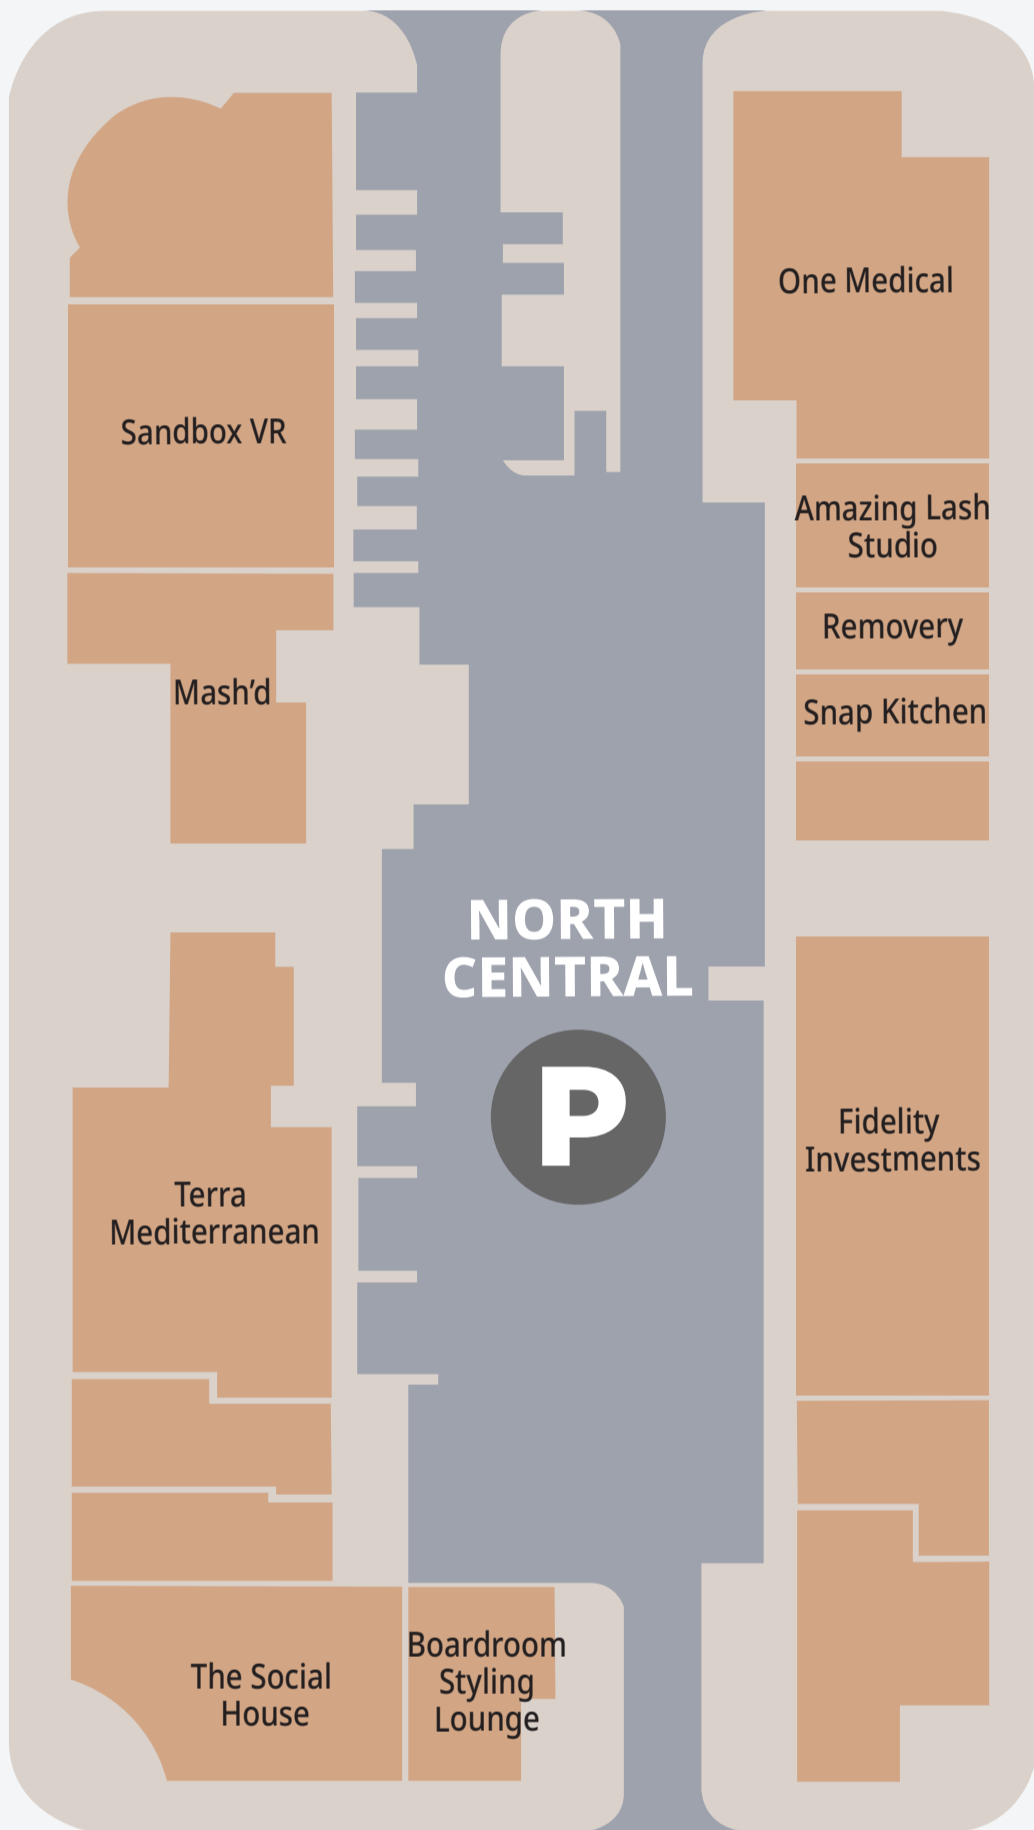 One Medical
Sandbox VR
Amazing Lash
Studio
Removery
Mash’d
Snap Kitchen
NORTH
CENTRAL
P
Fidelity
Investments
Terra
Mediterranean
The Social
House
Boardroom
Styling
Lounge